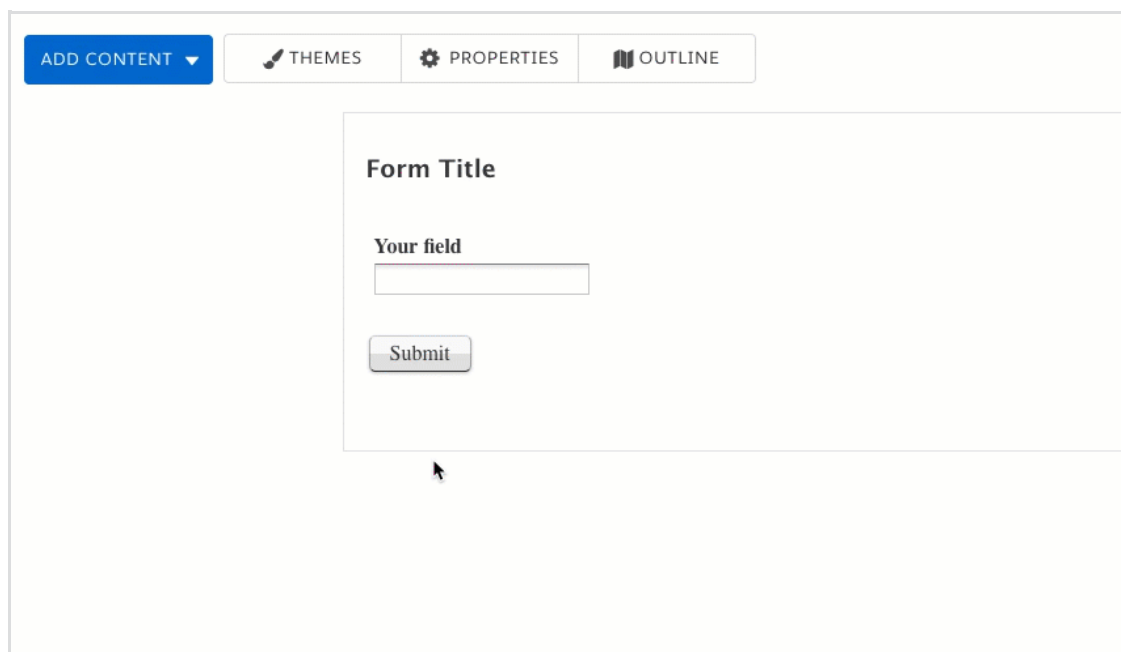 ADD CONTENT THEMES PROPERTIES OUTLINE
Form Title
Your field
Submit